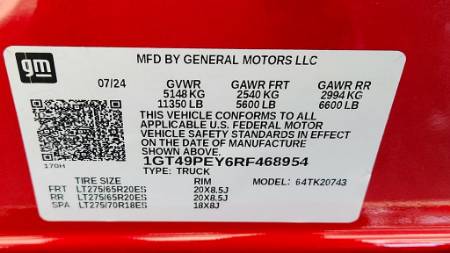 gm
MFD BY GENERAL MOTORS LLC
07/24 GVWR GAWR FRT GAWR RR
5148 KG 2540 KG 2994 KG
11350 LB 5600 LB 6600 LB
THIS VEHICLE CONFORMS TO ALL
APPLICABLE U.S. FEDERAL MOTOR
VEHICLE SAFETY STANDARDS IN EFFECT
ON THE DATE OF MANUFACTURE
SHOWN ABOVE.
1GT49PEY6RF468954
170H TYPE: TRUCK
TIRE SIZE RIM MODEL: 64TK20743
FRT LT275/65R20ES 20X8.5J
RR LT275/65R20ES 20X8.5J
SPA LT275/70R18ES 18X8J